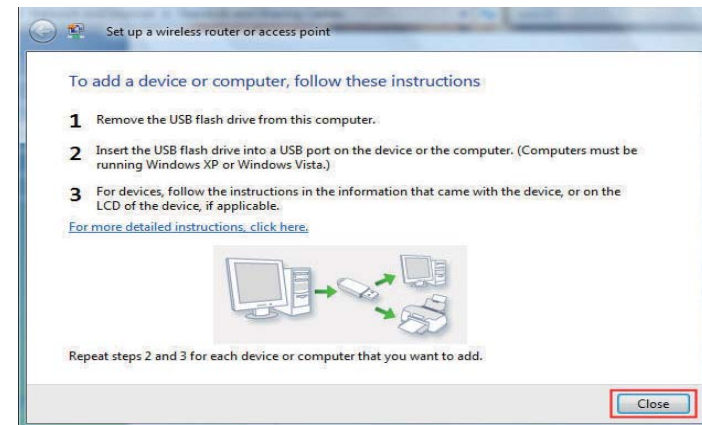 Set up a wireless router or access point
To add a device or computer, follow these instructions
1 Remove the USB flash drive from this computer.
2 Insert the USB flash drive into a USB port on the device or the computer. (Computers must be
running Windows XP or Windows Vista.)
3 For devices, follow the instructions in the information that came with the device, or on the
LCD of the device, if applicable.
For more detailed instructions, click here.
Repeat steps 2 and 3 for each device or computer that you want to add.
Close